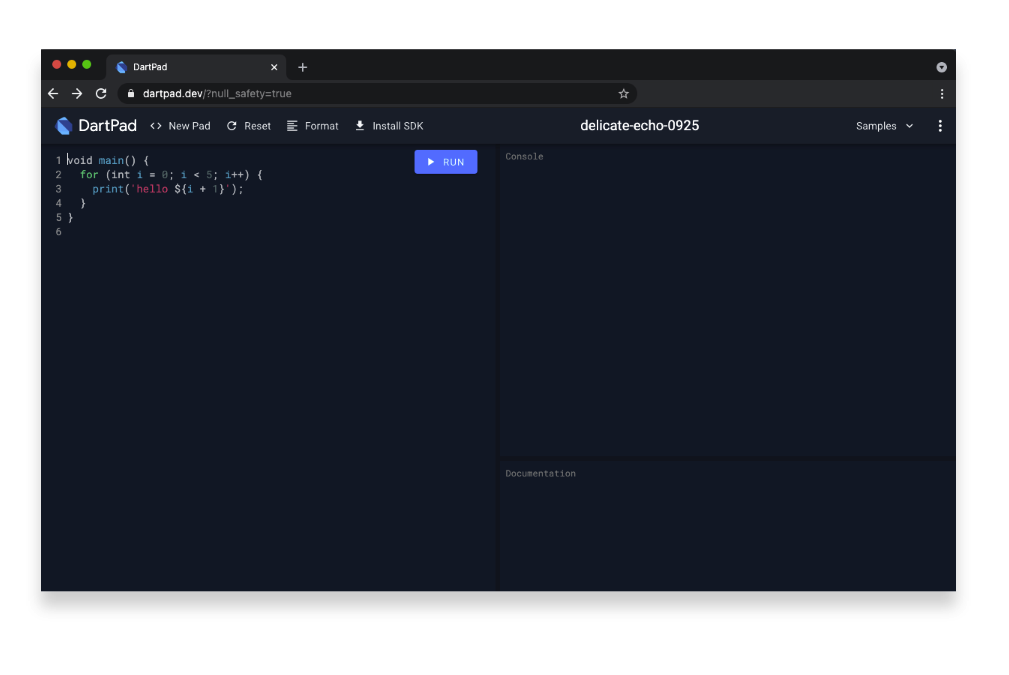 DartPad
dartpad.dev/?null_safety=true
DartPad <> New Pad Reset Format Install SDK delicate-echo-0925 Samples
1 void main() {
2 for (int i = 0; i < 5; i++) {
3 print('hello ${i + 1}');
4 }
5 }
6
RUN
Console
Documentation